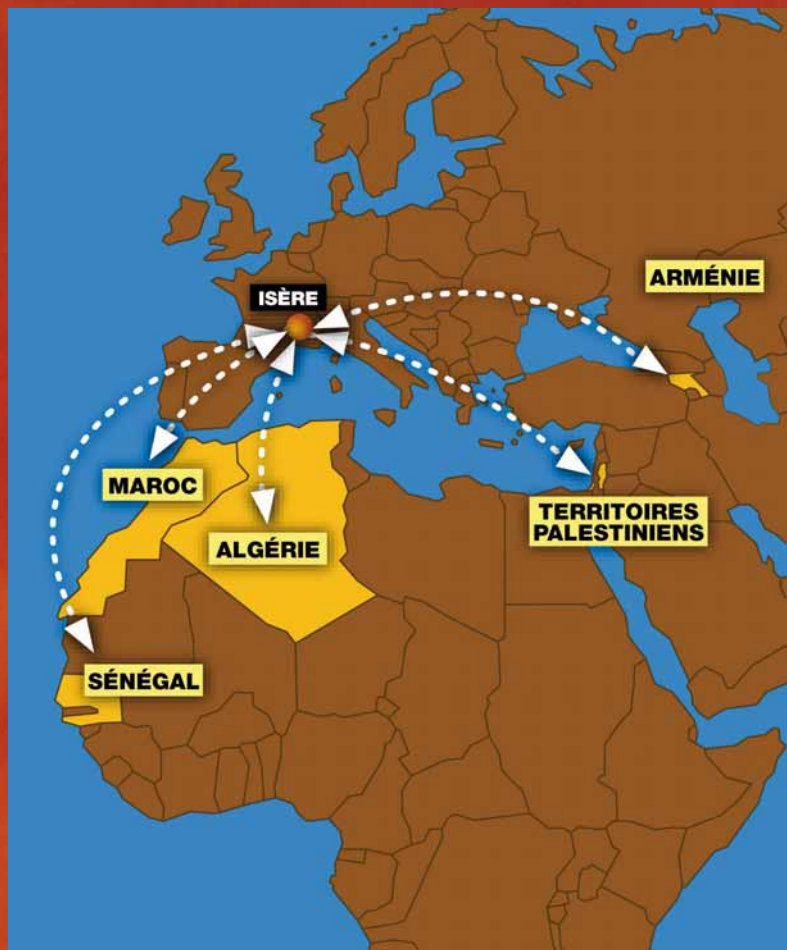 ISÈRE
ARMÉNIE
MAROC
TERRITOIRES
PALESTINIENS
ALGÉRIE
SÉNÉGAL